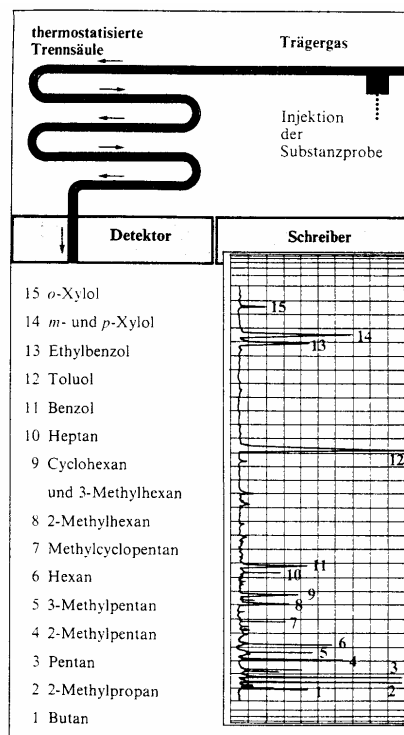 thermostatisierte
Trennsäule
Trägergas
Injektion
der
Substanzprobe
Detektor
Schreiber
15 o-Xylol
14 m- und p-Xylol
13 Ethylbenzol
12 Toluol
11 Benzol
10 Heptan
9 Cyclohexan
und 3-Methylhexan
8 2-Methylhexan
7 Methylcyclopentan
6 Hexan
5 3-Methylpentan
4 2-Methylpentan
3 Pentan
2 2-Methylpropan
1 Butan
15
14
13
12
11
10
9
8
7
6
5
4
3
1
2